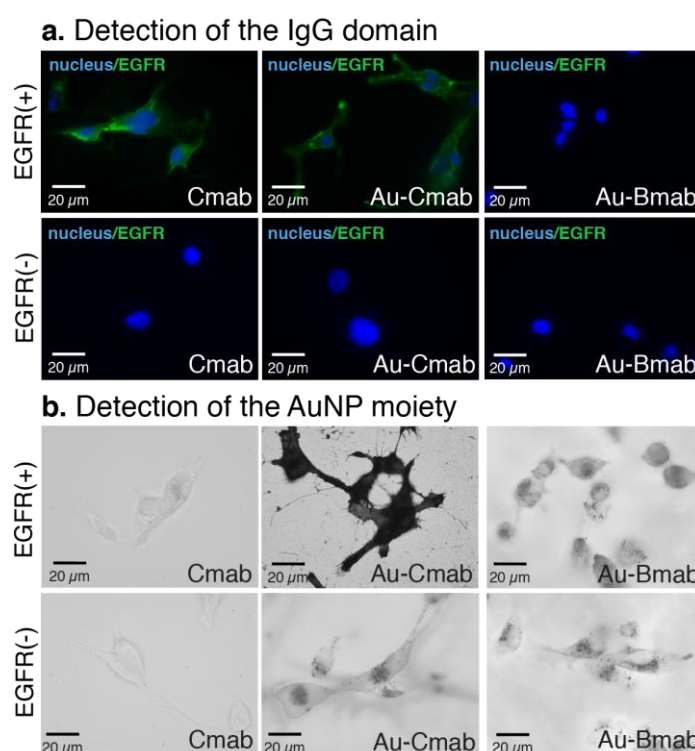 a. Detection of the IgG domain
EGFR(+)
nucleus/EGFR
20 µm
Cmab
nucleus/EGFR
20 µm
Au-Cmab
nucleus/EGFR
20 µm
Au-Bmab
EGFR(-)
nucleus/EGFR
20 µm
Cmab
nucleus/EGFR
20 µm
Au-Cmab
nucleus/EGFR
20 µm
Au-Bmab
b. Detection of the AuNP moiety
EGFR(+)
20 µm
Cmab
20 µm
Au-Cmab
20 µm
Au-Bmab
EGFR(-)
20 µm
Cmab
20 µm
Au-Cmab
20 µm
Au-Bmab